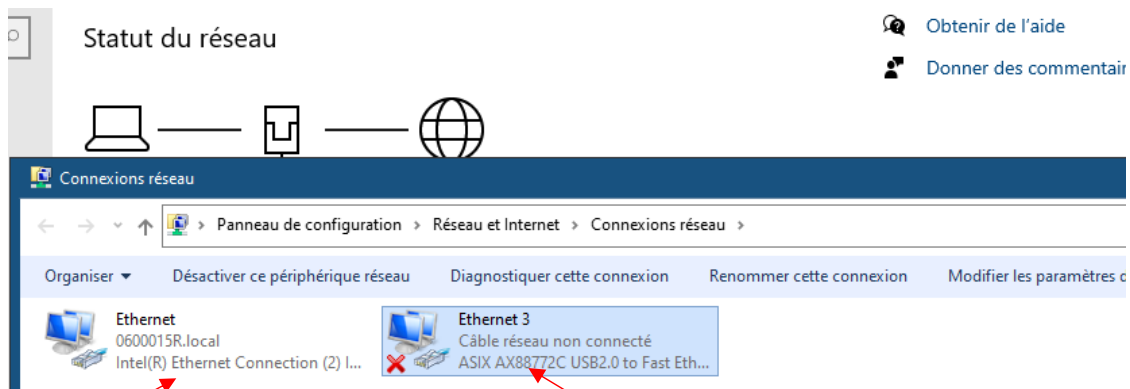 Statut du réseau
Obtenir de l'aide
Donner des commentair
Connexions réseau
Panneau de configuration > Réseau et Internet > Connexions réseau >
Organiser Désactiver ce périphérique réseau Diagnostiquer cette connexion Renommer cette connexion Modifier les paramètres d
Ethernet
0600015R.local
Intel(R) Ethernet Connection (2) I...
Ethernet 3
Câble réseau non connecté
ASIX AX88772C USB2.0 to Fast Eth...